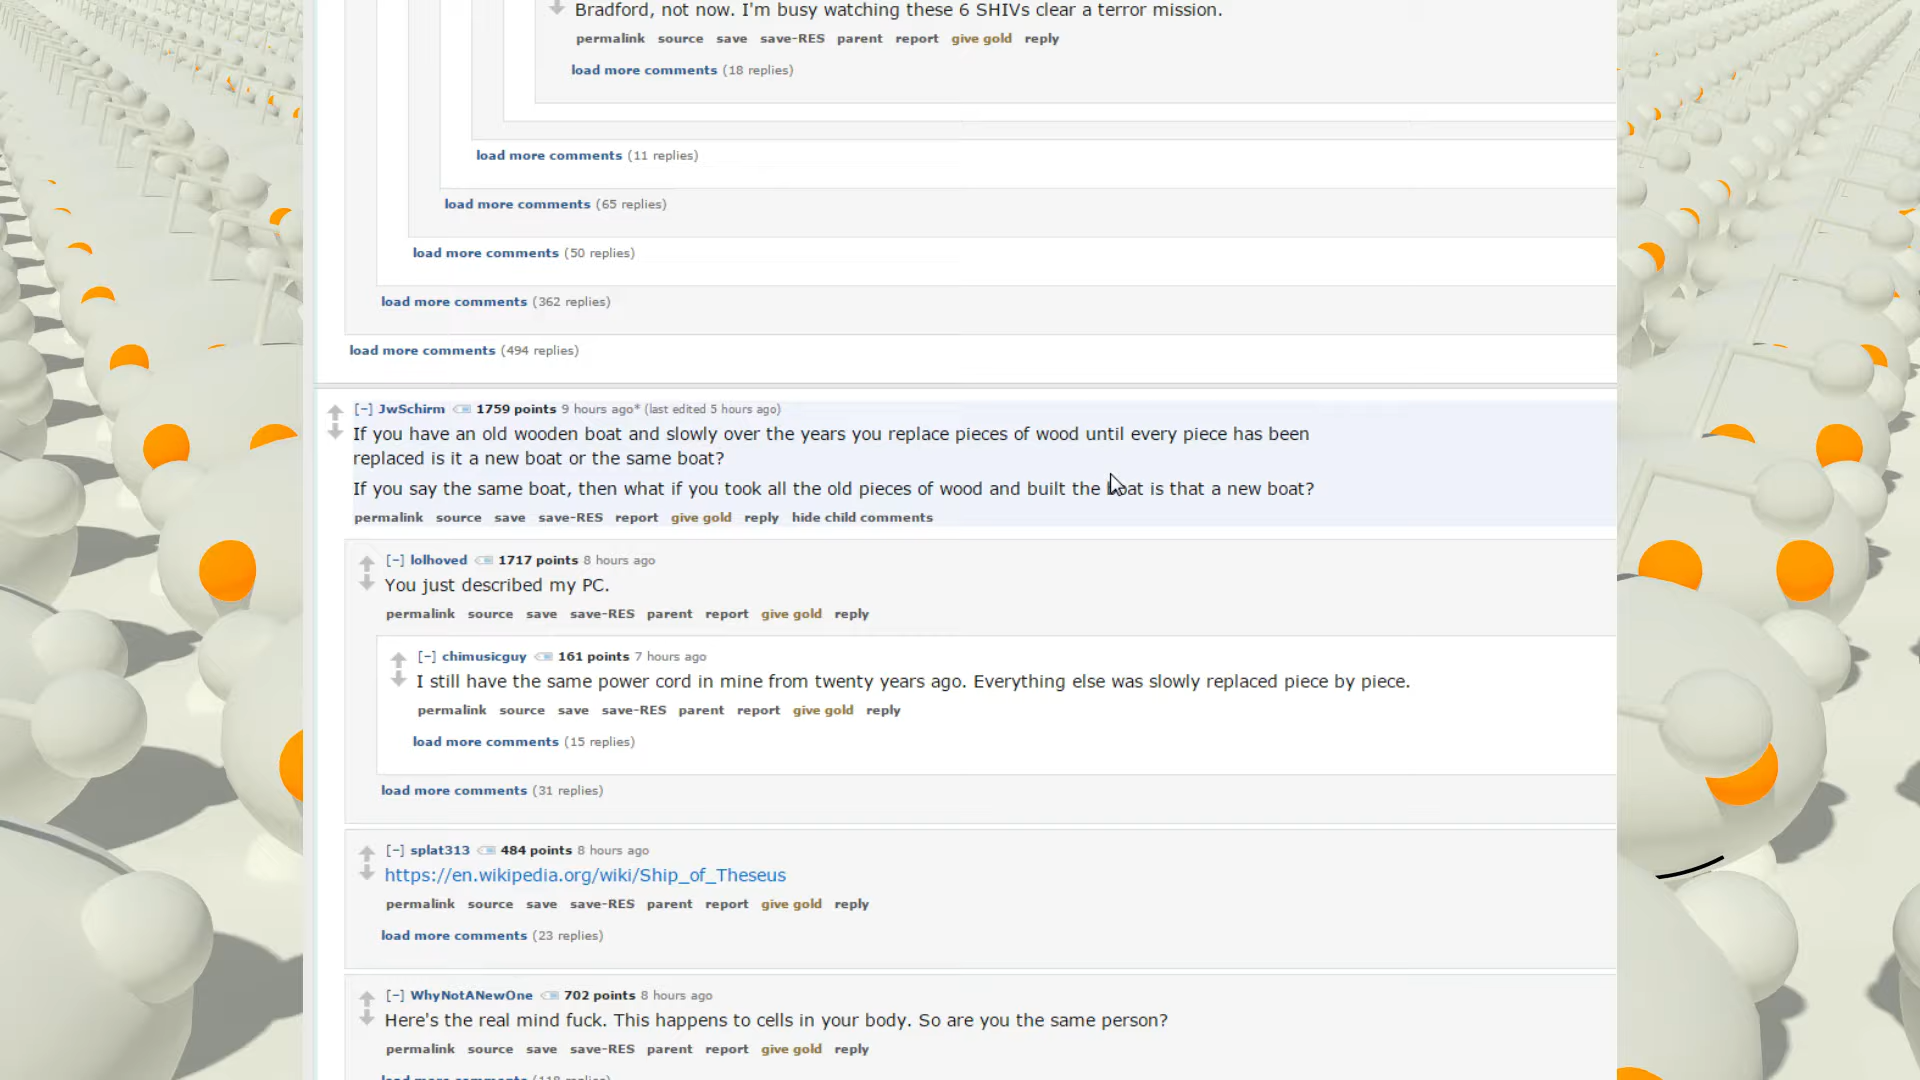 Bradford, not now. I'm busy watching these 6 SHIVs clear a terror mission.
permalink source save save-RES parent report give gold reply
load more comments (18 replies)
load more comments (11 replies)
load more comments (65 replies)
load more comments (50 replies)
load more comments (362 replies)
load more comments (494 replies)
[–] JwSchirm 1759 points 9 hours ago* (last edited 5 hours ago)
If you have an old wooden boat and slowly over the years you replace pieces of wood until every piece has been
replaced is it a new boat or the same boat?
If you say the same boat, then what if you took all the old pieces of wood and built the boat is that a new boat?
permalink source save save-RES report give gold reply hide child comments
[–] lolhoved 1717 points 8 hours ago
You just described my PC.
permalink source save save-RES parent report give gold reply
[–] chimusicguy 161 points 7 hours ago
I still have the same power cord in mine from twenty years ago. Everything else was slowly replaced piece by piece.
permalink source save save-RES parent report give gold reply
load more comments (15 replies)
load more comments (31 replies)
[–] splat313 484 points 8 hours ago
https://en.wikipedia.org/wiki/Ship_of_Theseus
permalink source save save-RES parent report give gold reply
load more comments (23 replies)
[–] WhyNotANewOne 702 points 8 hours ago
Here's the real mind fuck. This happens to cells in your body. So are you the same person?
permalink source save save-RES parent report give gold reply
load more comments (118 replies)